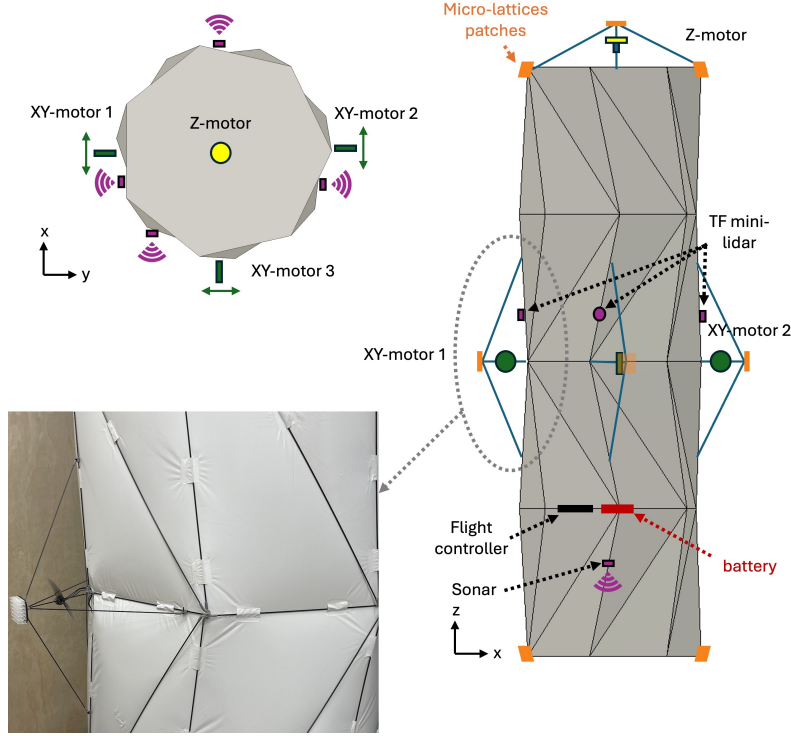 Micro-lattices
patches
Z-motor
XY-motor 1
XY-motor 2
Z-motor
x
y
XY-motor 3
TF mini-
lidar
XY-motor 1
XY-motor 2
Flight
controller
battery
Sonar
z
x